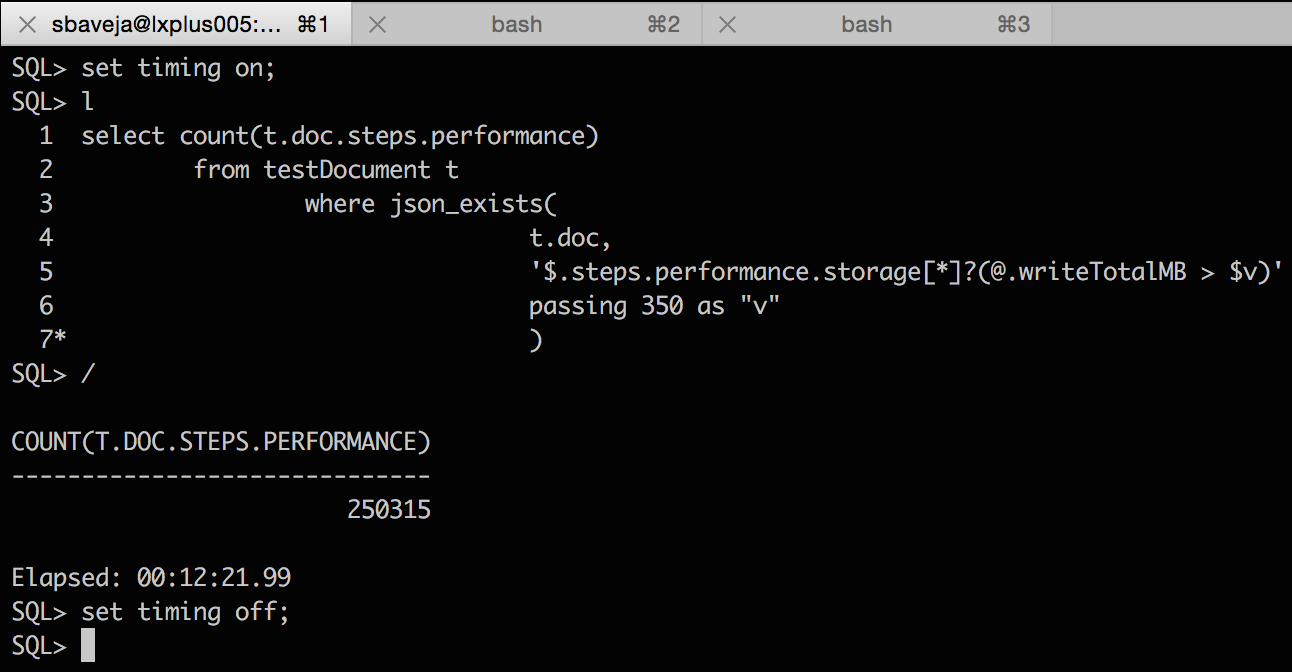 sbaveja@lxplus005:... ⌘1 bash ⌘2 bash ⌘3
SQL> set timing on;
SQL> l
  1  select count(t.doc.steps.performance)
  2          from testDocument t
  3                  where json_exists(
  4                                  t.doc,
  5                                  '$.steps.performance.storage[*]?(@.writeTotalMB > $v)'
  6                                  passing 350 as "v"
  7*                                 )
SQL> /
COUNT(T.DOC.STEPS.PERFORMANCE)
------------------------------
                        250315
Elapsed: 00:12:21.99
SQL> set timing off;
SQL>